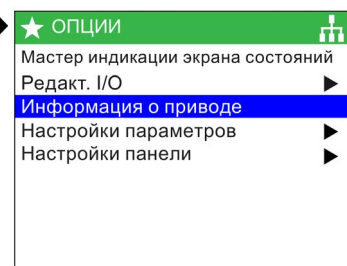 ОПЦИИ
Мастер индикации экрана состояний
Редакт. I/O
Информация о приводе
Настройки параметров
Настройки панели